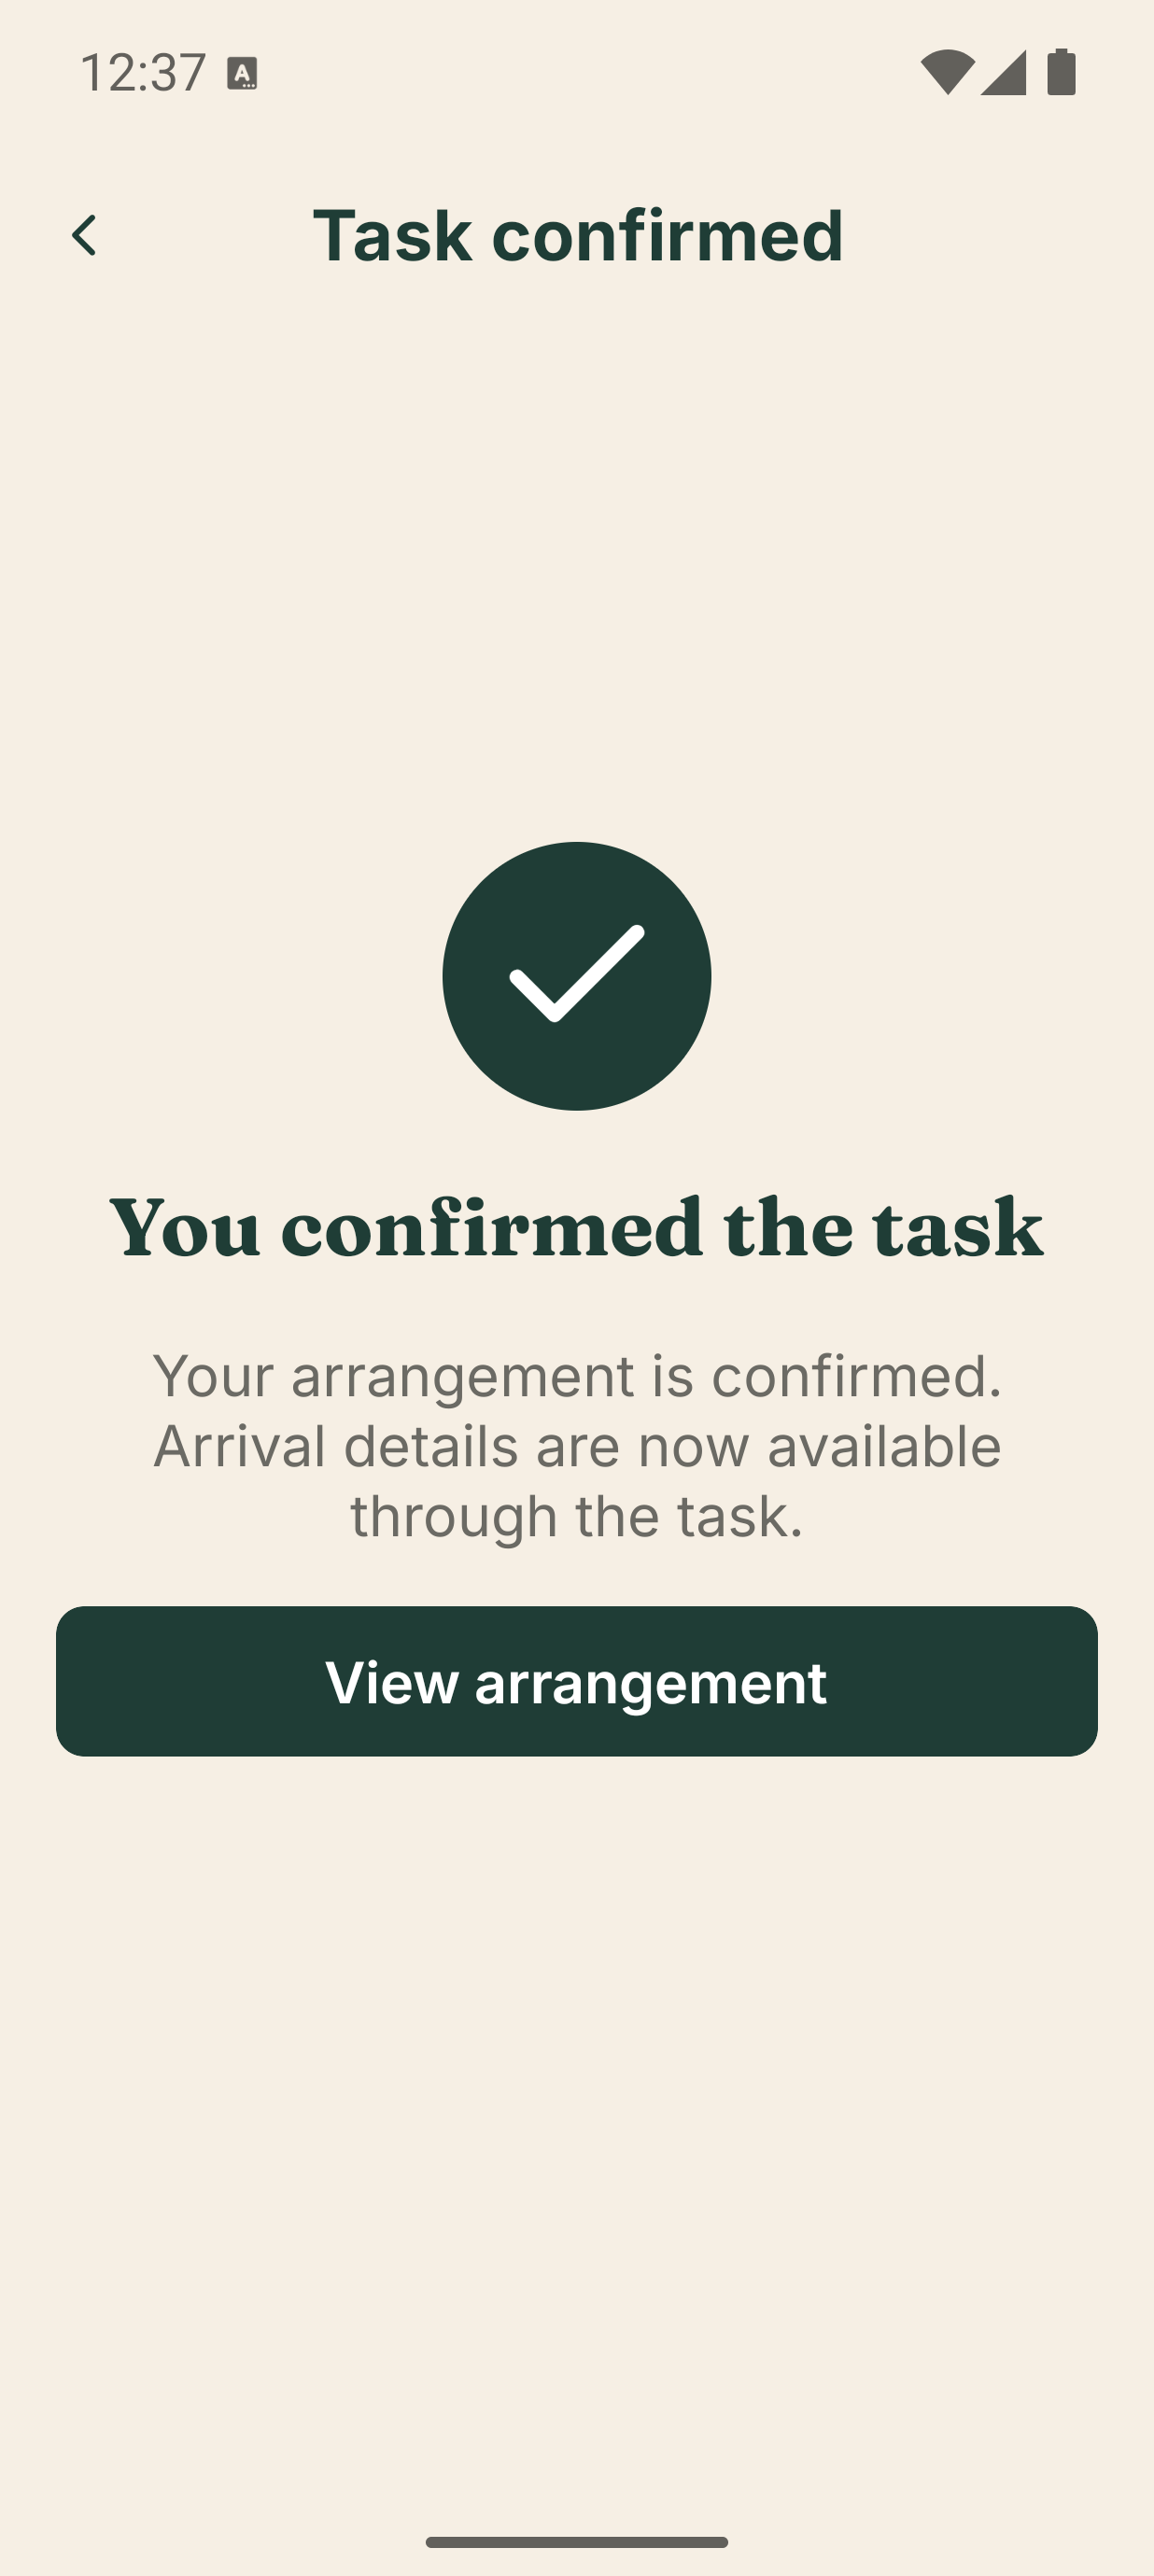 12:37 A
Task confirmed
You confirmed the task
Your arrangement is confirmed.
Arrival details are now available
through the task.
View arrangement